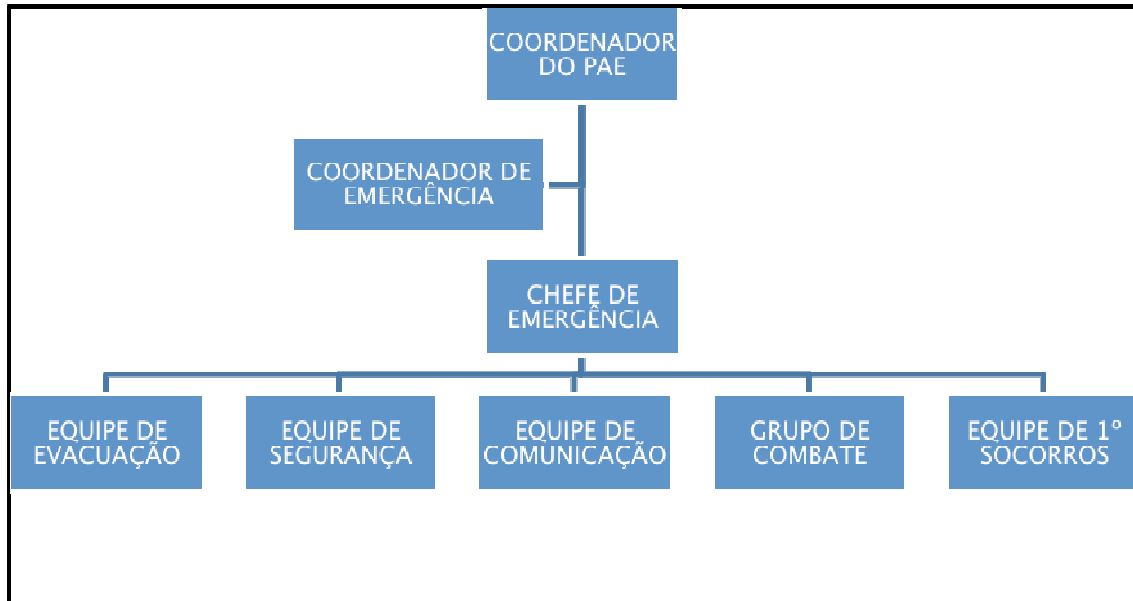 COORDENADOR
DO PAE
COORDENADOR DE
EMERGÊNCIA
CHEFE DE
EMERGÊNCIA
EQUIPE DE
EVACUAÇÃO
EQUIPE DE
SEGURANÇA
EQUIPE DE
COMUNICAÇÃO
GRUPO DE
COMBATE
EQUIPE DE 1º
SOCORROS